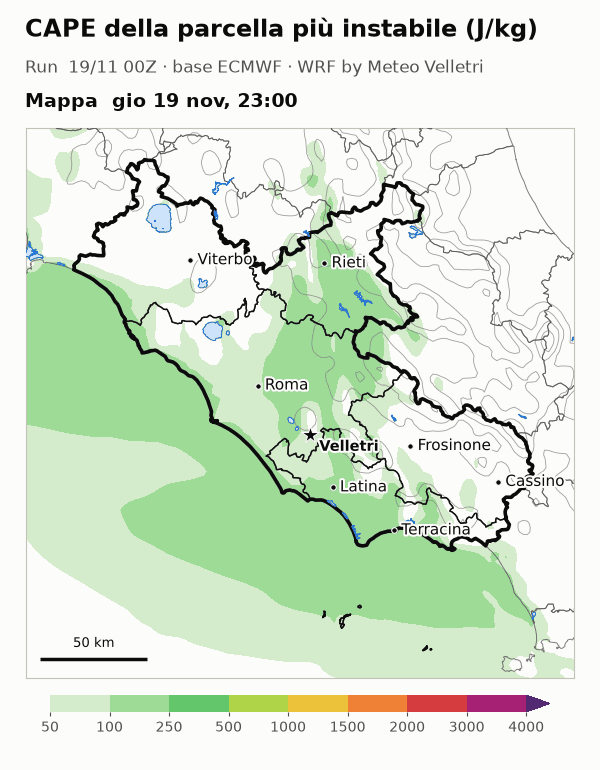 CAPE della parcella più instabile (J/kg)
Run  19/11 00Z · base ECMWF · WRF by Meteo Velletri
Mappa  gio 19 nov, 23:00
Viterbo
Rieti
Roma
Velletri
Frosinone
Latina
Cassino
Terracina
50 km
50 100 250 500 1000 1500 2000 3000 4000